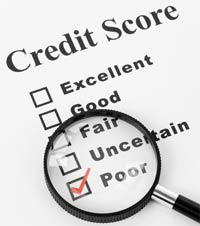 Credit Score
Excellent
Good
Fair
Uncertain
Poor